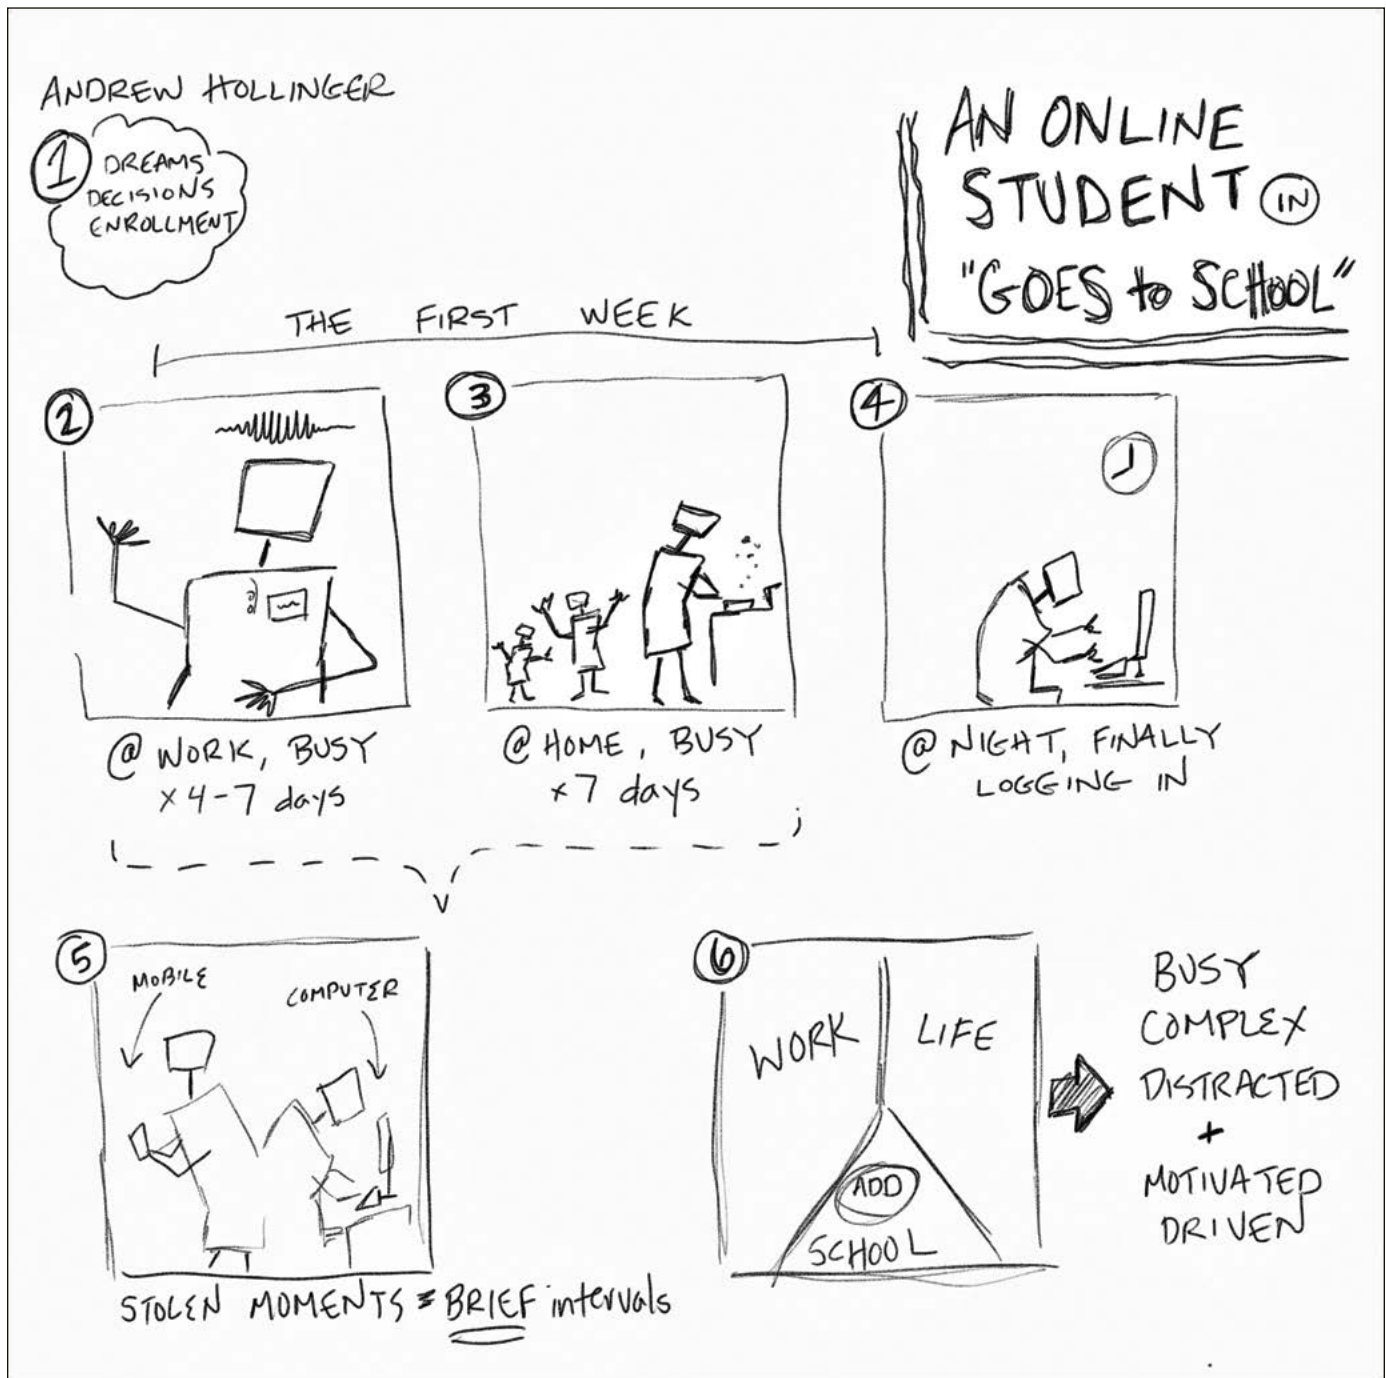 ANDREW HOLLINGER
1
DREAMS
DECISIONS
ENROLLMENT
AN ONLINE
STUDENT IN
"GOES to SCHOOL"
THE FIRST WEEK
2
@ WORK, BUSY
x 4-7 days
3
@ HOME, BUSY
x7 days
4
@ NIGHT, FINALLY
LOGGING IN
5
MOBILE
COMPUTER
STOLEN MOMENTS = BRIEF intervals
6
WORK
LIFE
ADD
SCHOOL
BUSY
COMPLEX
DISTRACTED
+
MOTIVATED
DRIVEN